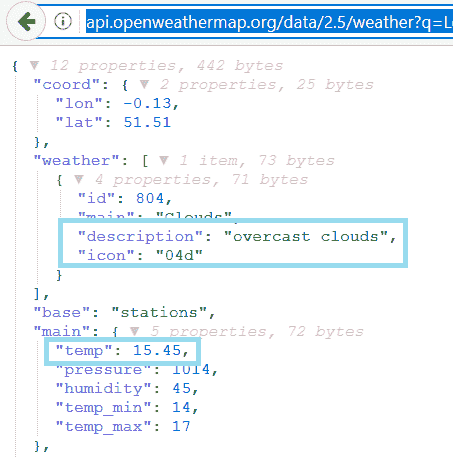 api.openweathermap.org/data/2.5/weather?q=L
{ ▼ 12 properties, 442 bytes
"coord": { ▼ 2 properties, 25 bytes
"lon": -0.13,
"lat": 51.51
},
"weather": [ ▼ 1 item, 73 bytes
{ ▼ 4 properties, 71 bytes
"id": 804,
"main": "Clouds",
"description": "overcast clouds",
"icon": "04d"
}
],
"base": "stations",
"main": { ▼ 5 properties, 72 bytes
"temp": 15.45,
"pressure": 1014,
"humidity": 45,
"temp_min": 14,
"temp_max": 17
},